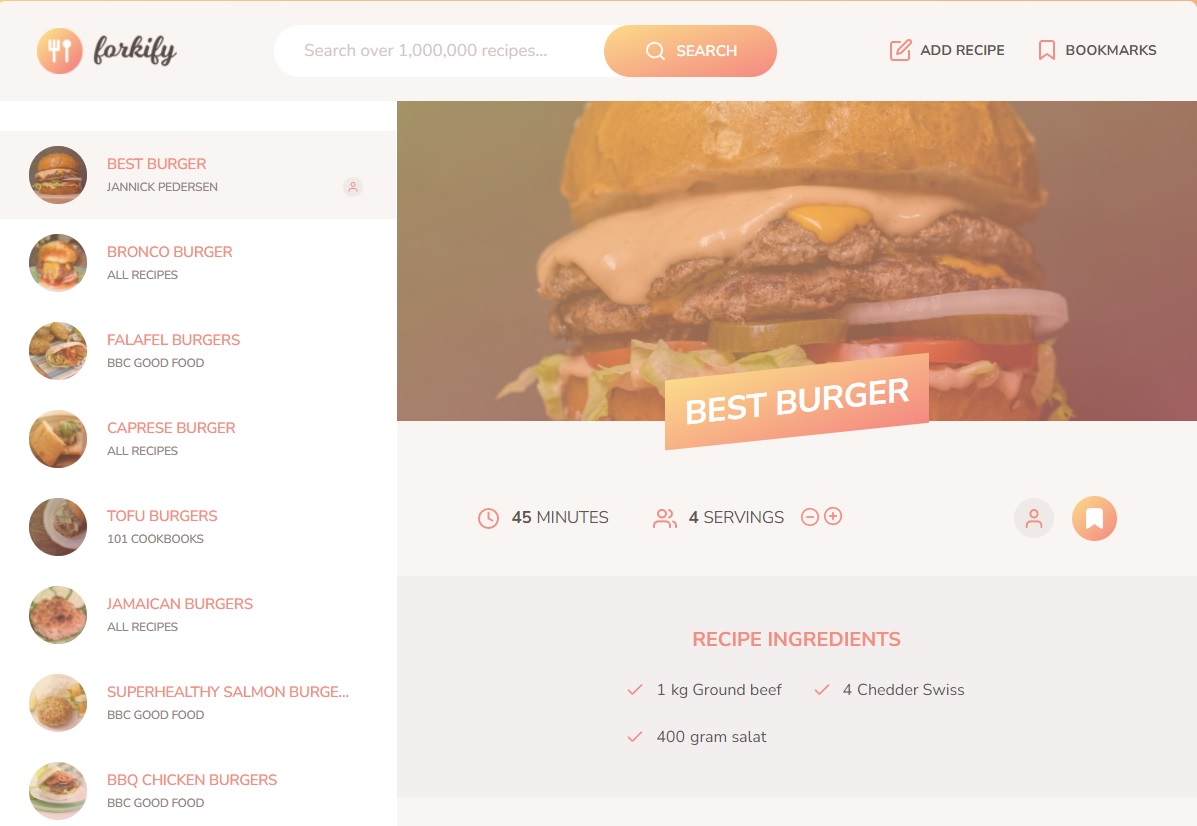 forkify
Search over 1,000,000 recipes...
SEARCH
ADD RECIPE
BOOKMARKS
BEST BURGER
JANNICK PEDERSEN
BRONCO BURGER
ALL RECIPES
FALAFEL BURGERS
BBC GOOD FOOD
CAPRESE BURGER
ALL RECIPES
TOFU BURGERS
101 COOKBOOKS
JAMAICAN BURGERS
ALL RECIPES
SUPERHEALTHY SALMON BURGE...
BBC GOOD FOOD
BBQ CHICKEN BURGERS
BBC GOOD FOOD
BEST BURGER
45 MINUTES
4 SERVINGS
RECIPE INGREDIENTS
1 kg Ground beef
4 Chedder Swiss
400 gram salat